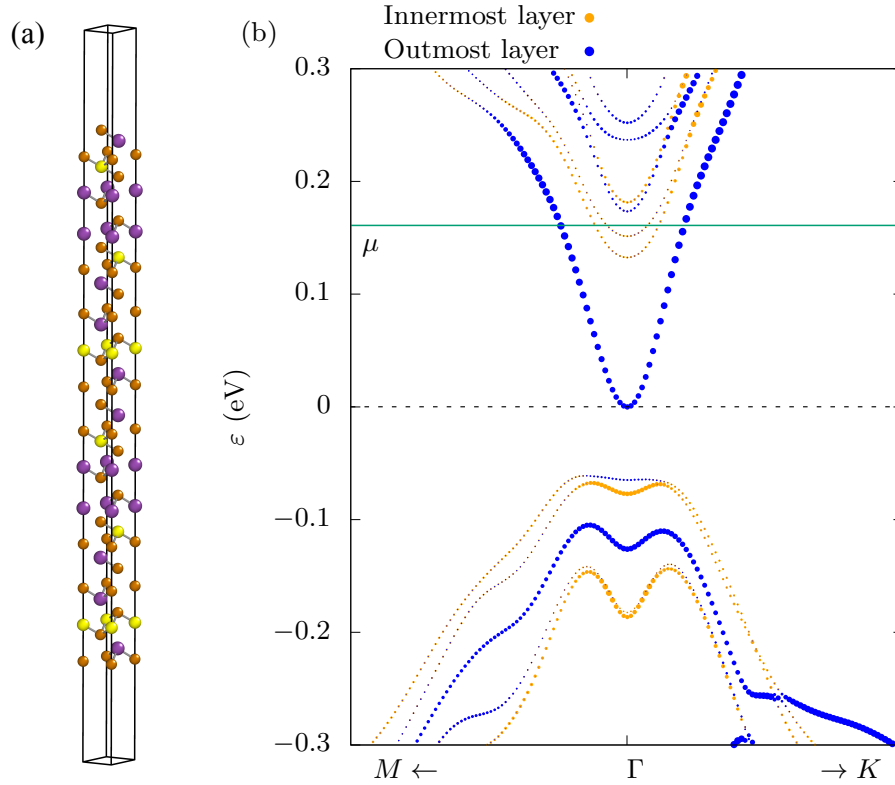 (a)
(b)
Innermost layer
Outmost layer
0.3
0.2
0.1
0
−0.1
−0.2
−0.3
ε (eV)
μ
M ←
Γ
→ K